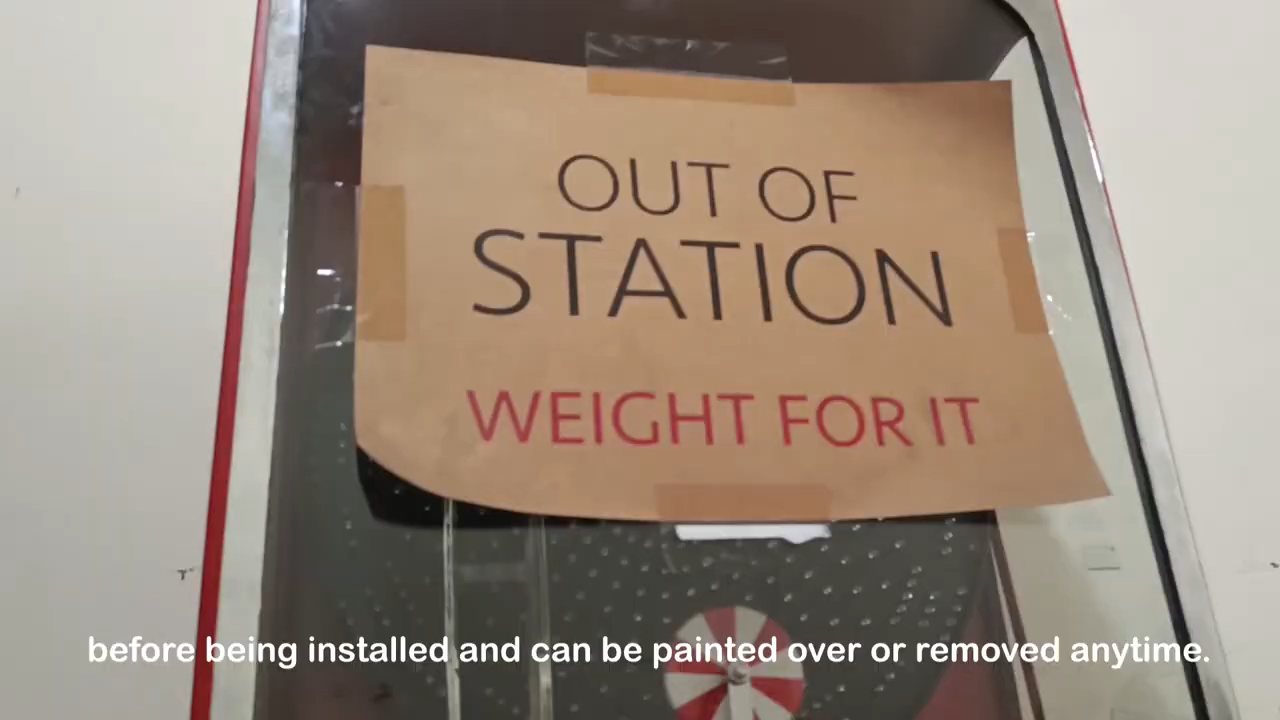 OUT OF
STATION
WEIGHT FOR IT
before being installed and can be painted over or removed anytime.